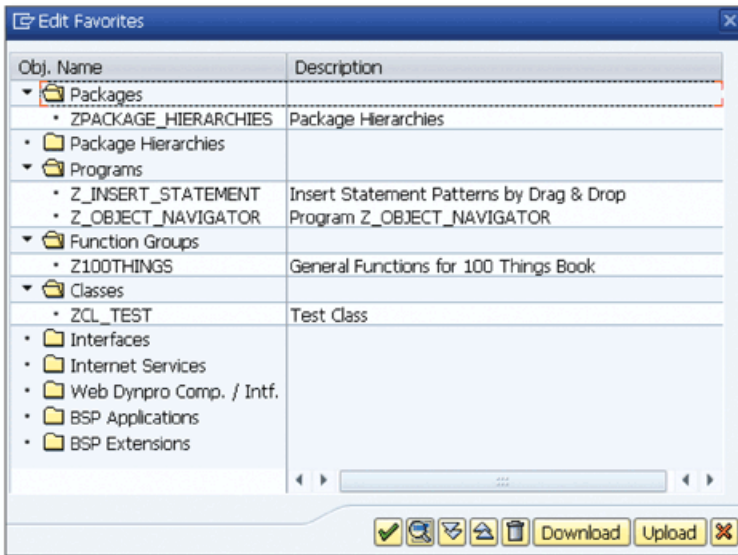 Edit Favorites
Obj. Name Description
Packages
ZPACKAGE_HIERARCHIES Package Hierarchies
Package Hierarchies
Programs
Z_INSERT_STATEMENT Insert Statement Patterns by Drag & Drop
Z_OBJECT_NAVIGATOR Program Z_OBJECT_NAVIGATOR
Function Groups
Z100THINGS General Functions for 100 Things Book
Classes
ZCL_TEST Test Class
Interfaces
Internet Services
Web Dynpro Comp. / Intf.
BSP Applications
BSP Extensions
Download Upload